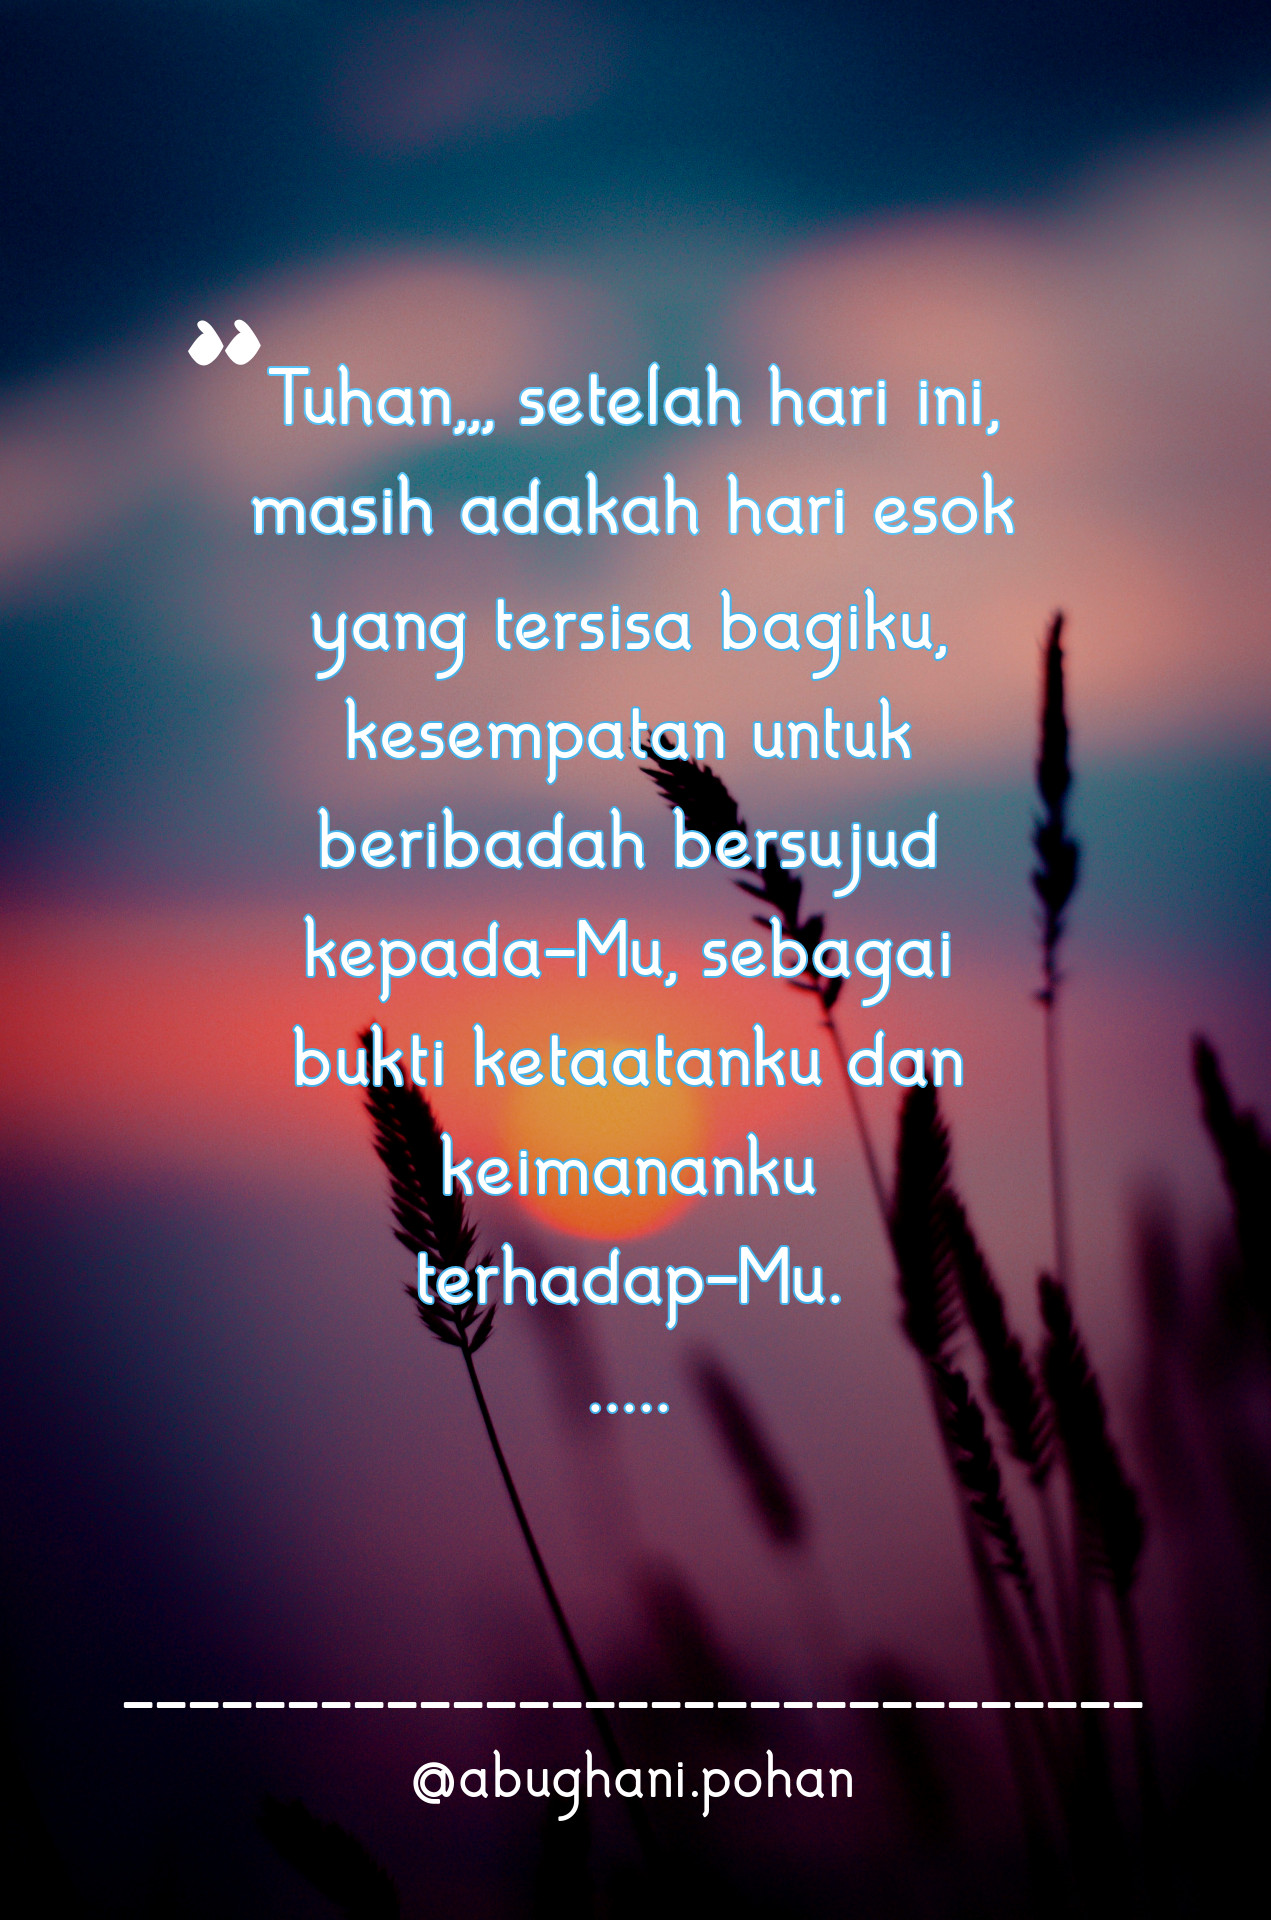 Tuhan,,, setelah hari ini,
masih adakah hari esok
yang tersisa bagiku,
kesempatan untuk
beribadah bersujud
kepada-Mu, sebagai
bukti ketaatanku dan
keimananku
terhadap-Mu.
.....
@abughani.pohan